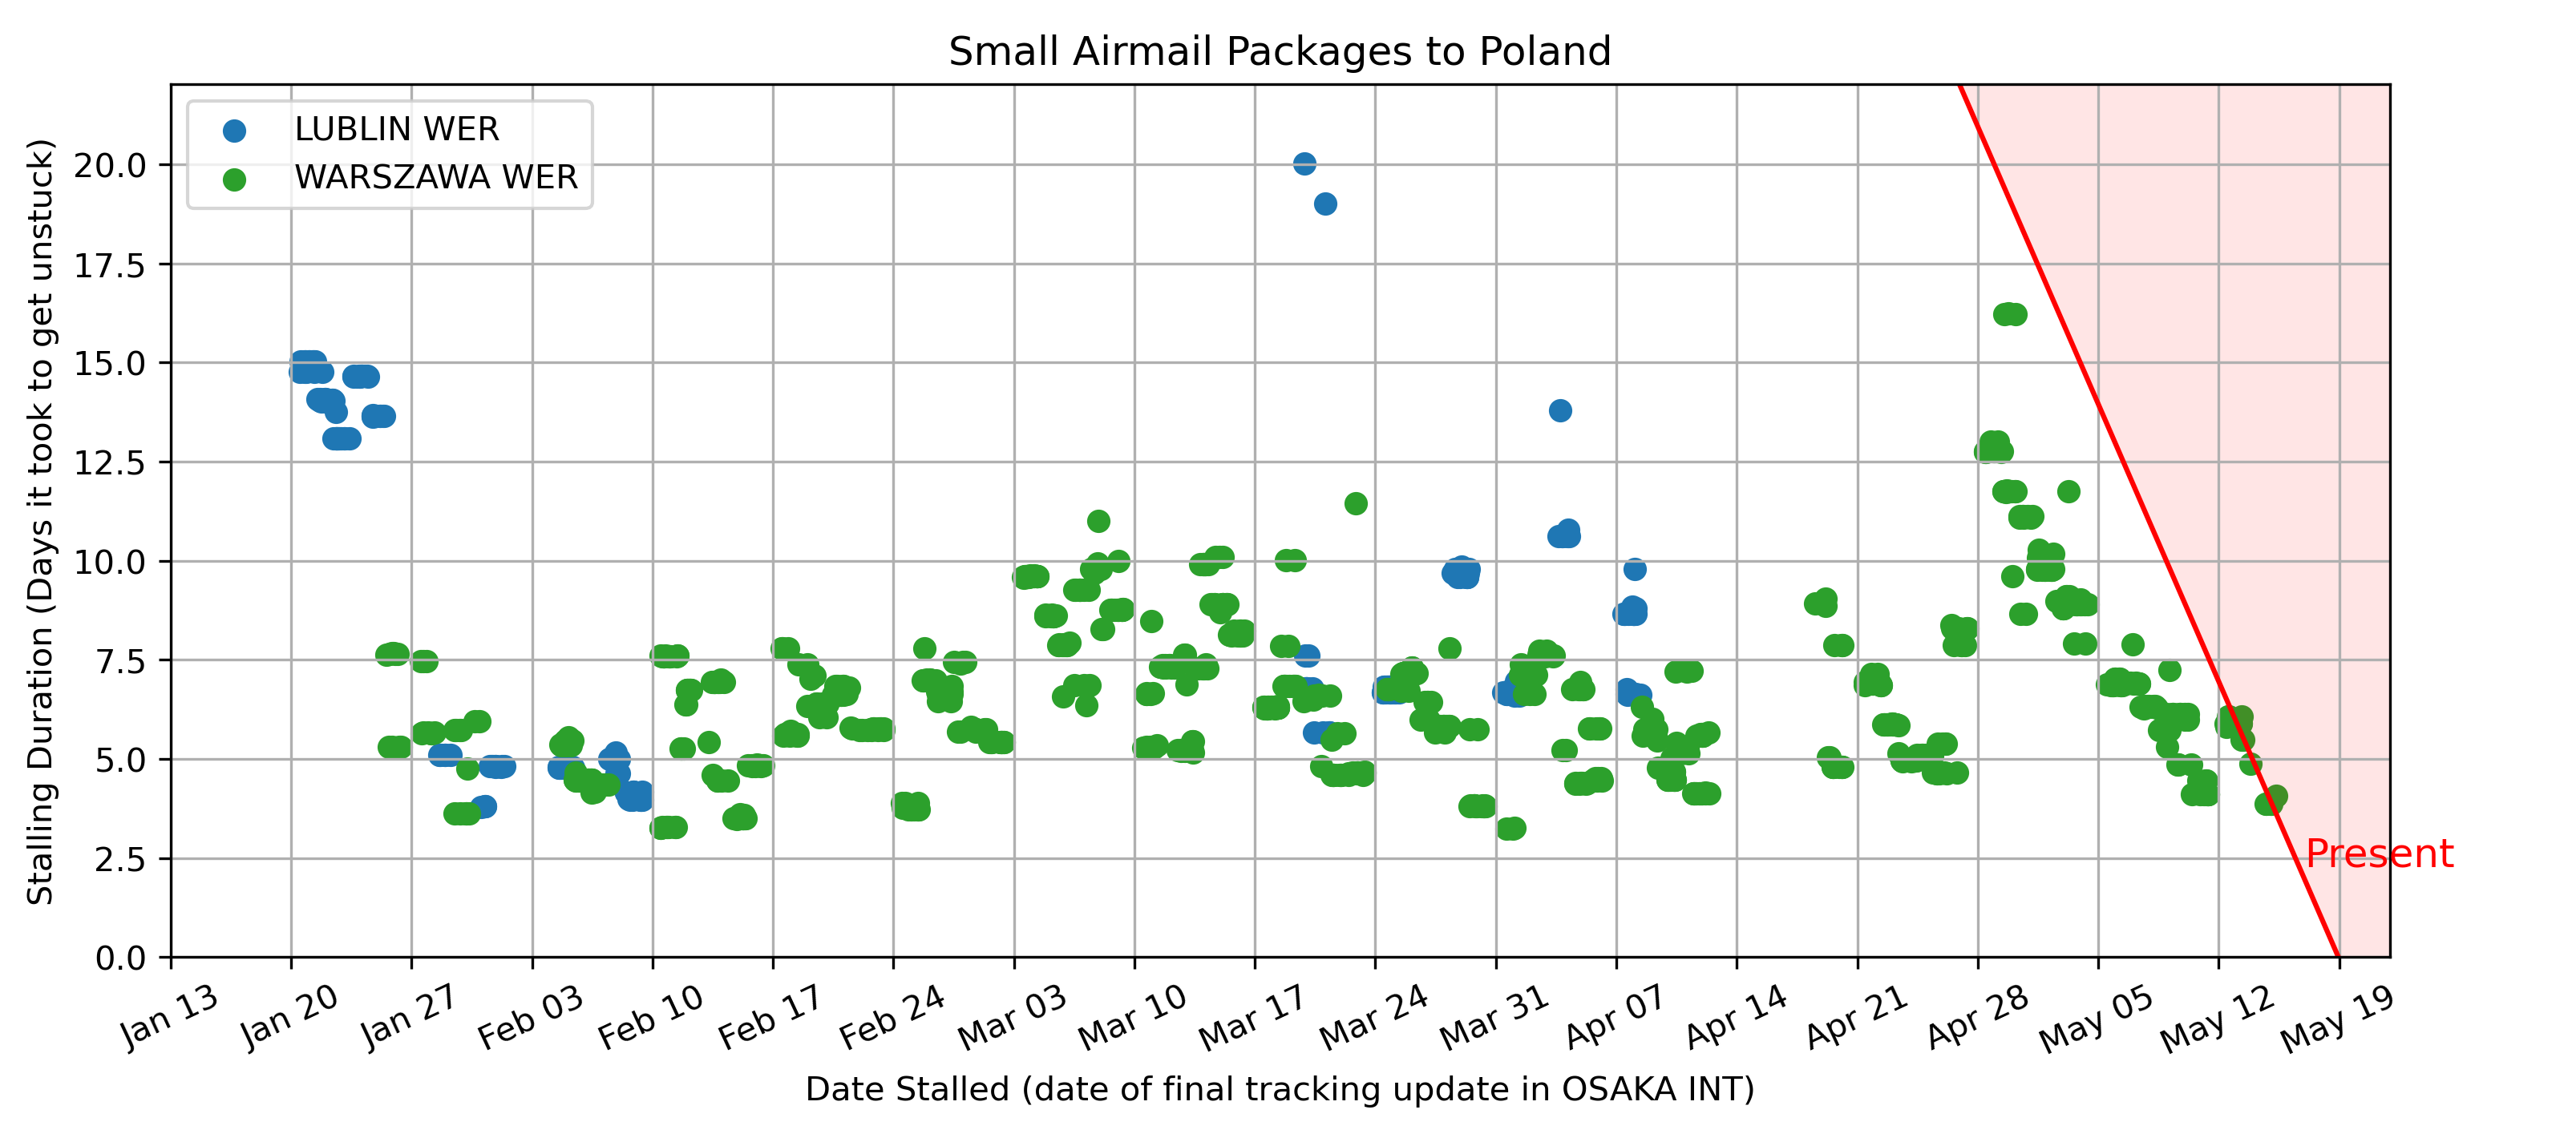 Small Airmail Packages to Poland
LUBLIN WER
WARSZAWA WER
Stalling Duration (Days it took to get unstuck)
20.0
17.5
15.0
12.5
10.0
7.5
5.0
2.5
0.0
Present
Jan 13
Jan 20
Jan 27
Feb 03
Feb 10
Feb 17
Feb 24
Mar 03
Mar 10
Mar 17
Mar 24
Mar 31
Apr 07
Apr 14
Apr 21
Apr 28
May 05
May 12
May 19
Date Stalled (date of final tracking update in OSAKA INT)